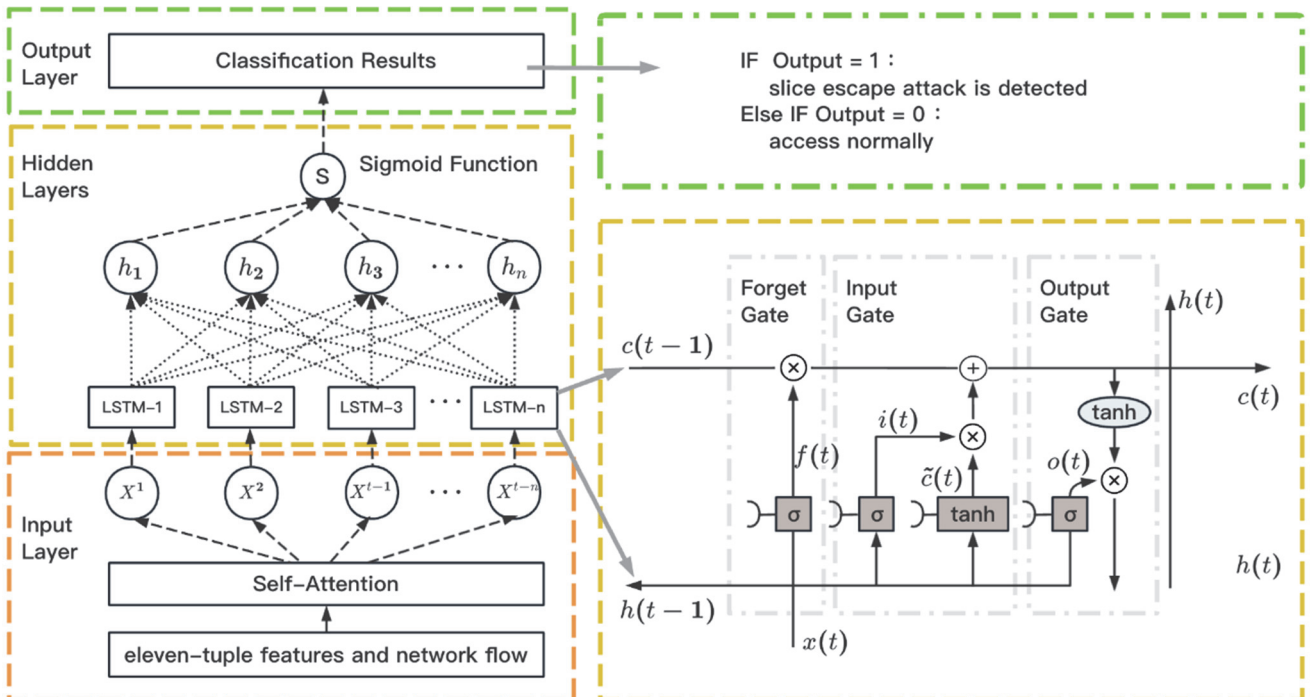 Output
Layer
Classification Results
IF Output = 1 :
slice escape attack is detected
Else IF Output = 0 :
access normally
Hidden
Layers
S
Sigmoid Function
h₁ h₂ h₃ ··· hₙ
LSTM-1 LSTM-2 LSTM-3 ··· LSTM-n
Input
Layer
X¹ X² Xᵗ⁻¹ ··· Xᵗ⁻ⁿ
Self-Attention
eleven-tuple features and network flow
Forget
Gate
Input
Gate
Output
Gate
h(t)
c(t−1)
c(t)
tanh
i(t)
f(t)
c̃(t)
o(t)
σ σ tanh σ
h(t)
h(t−1)
x(t)